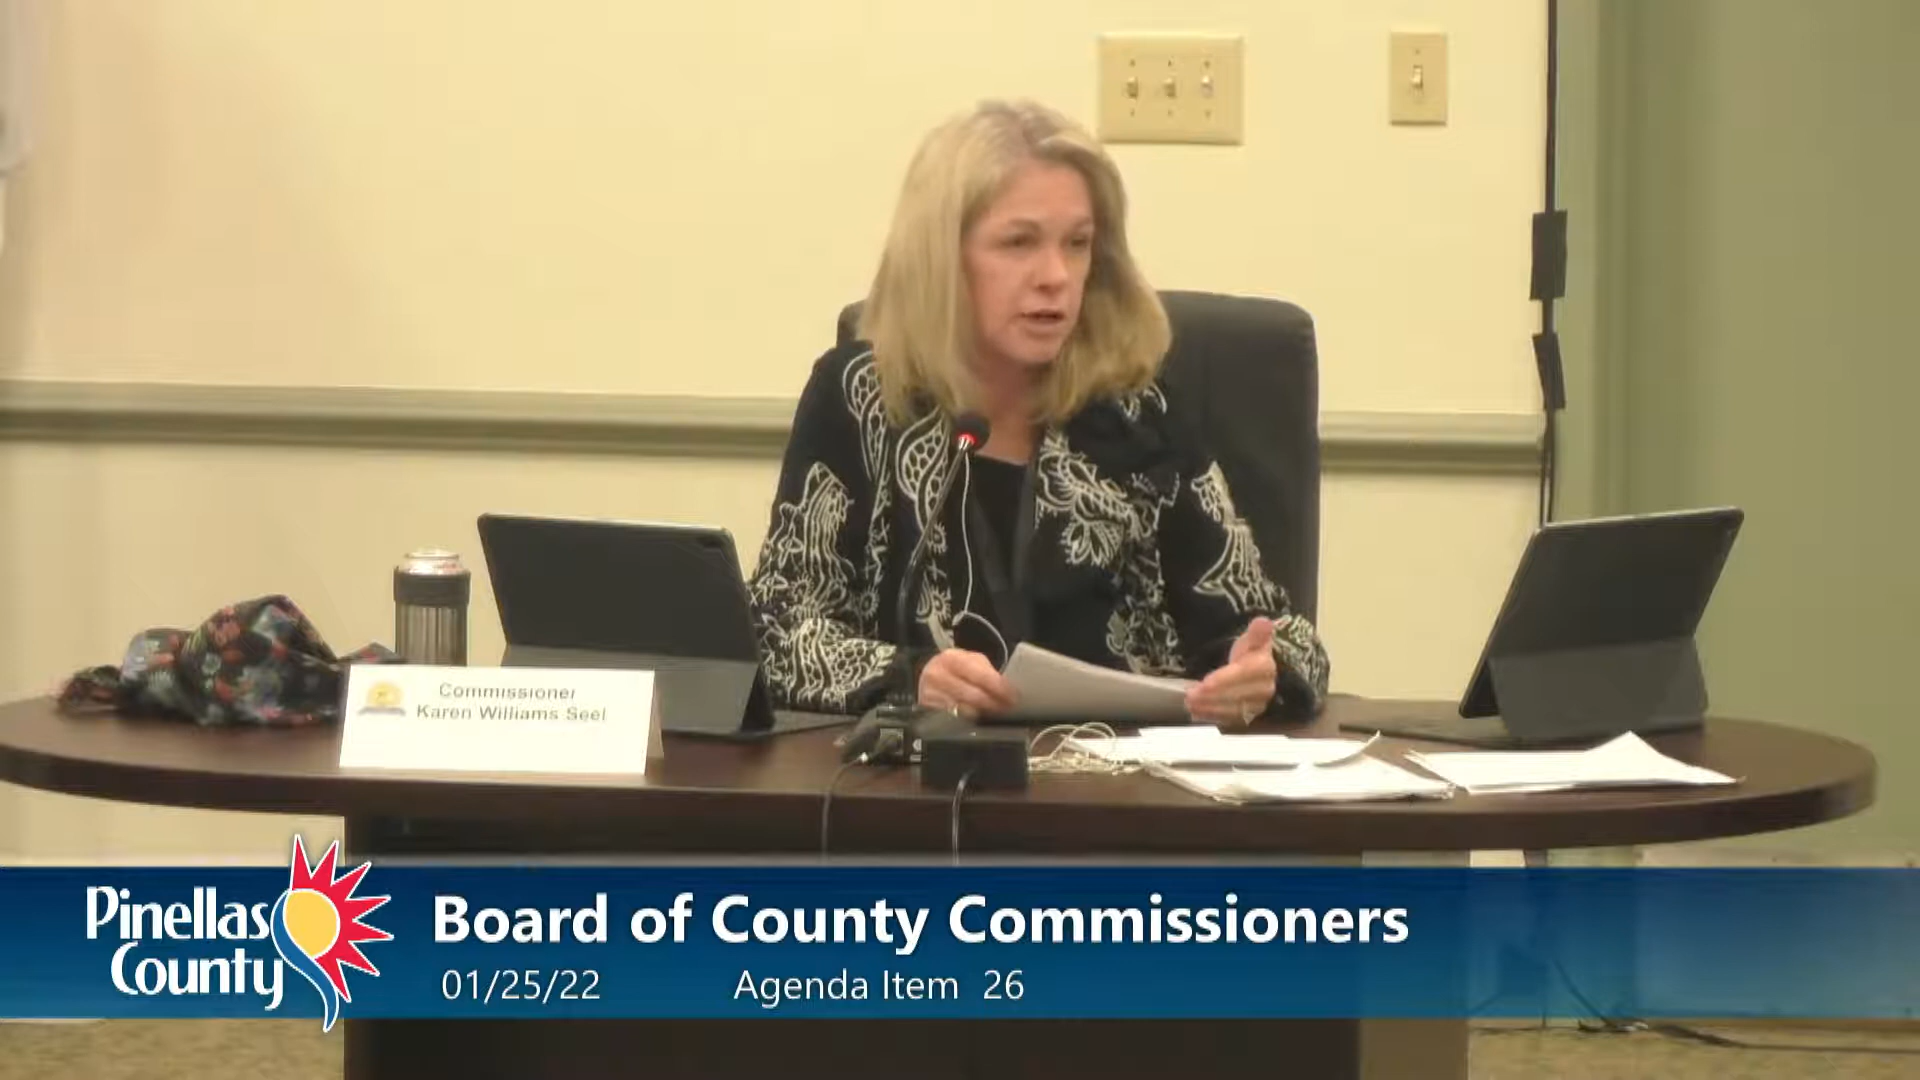 Commissioner
Karen Williams Seel
Pinellas
County
Board of County Commissioners
01/25/22 Agenda Item 26